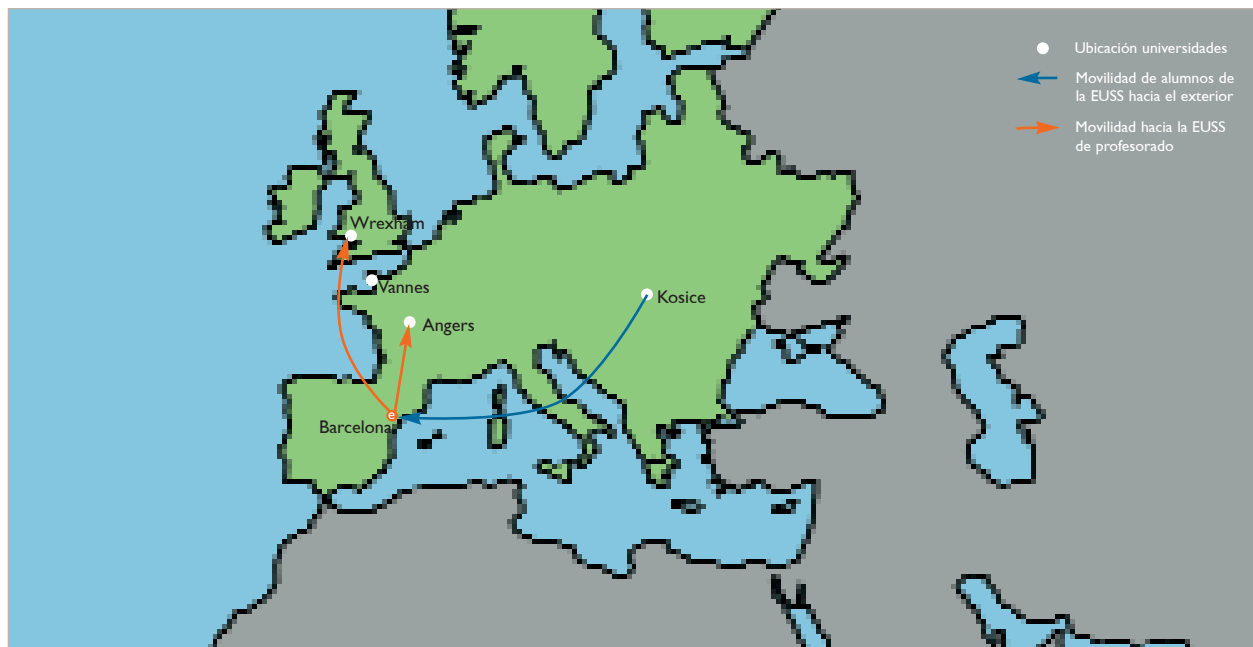 Ubicación universidades
Movilidad de alumnos de
la EUSS hacia el exterior
Movilidad hacia la EUSS
de profesorado
Wrexham
Vannes
Kosice
Angers
Barcelona
e